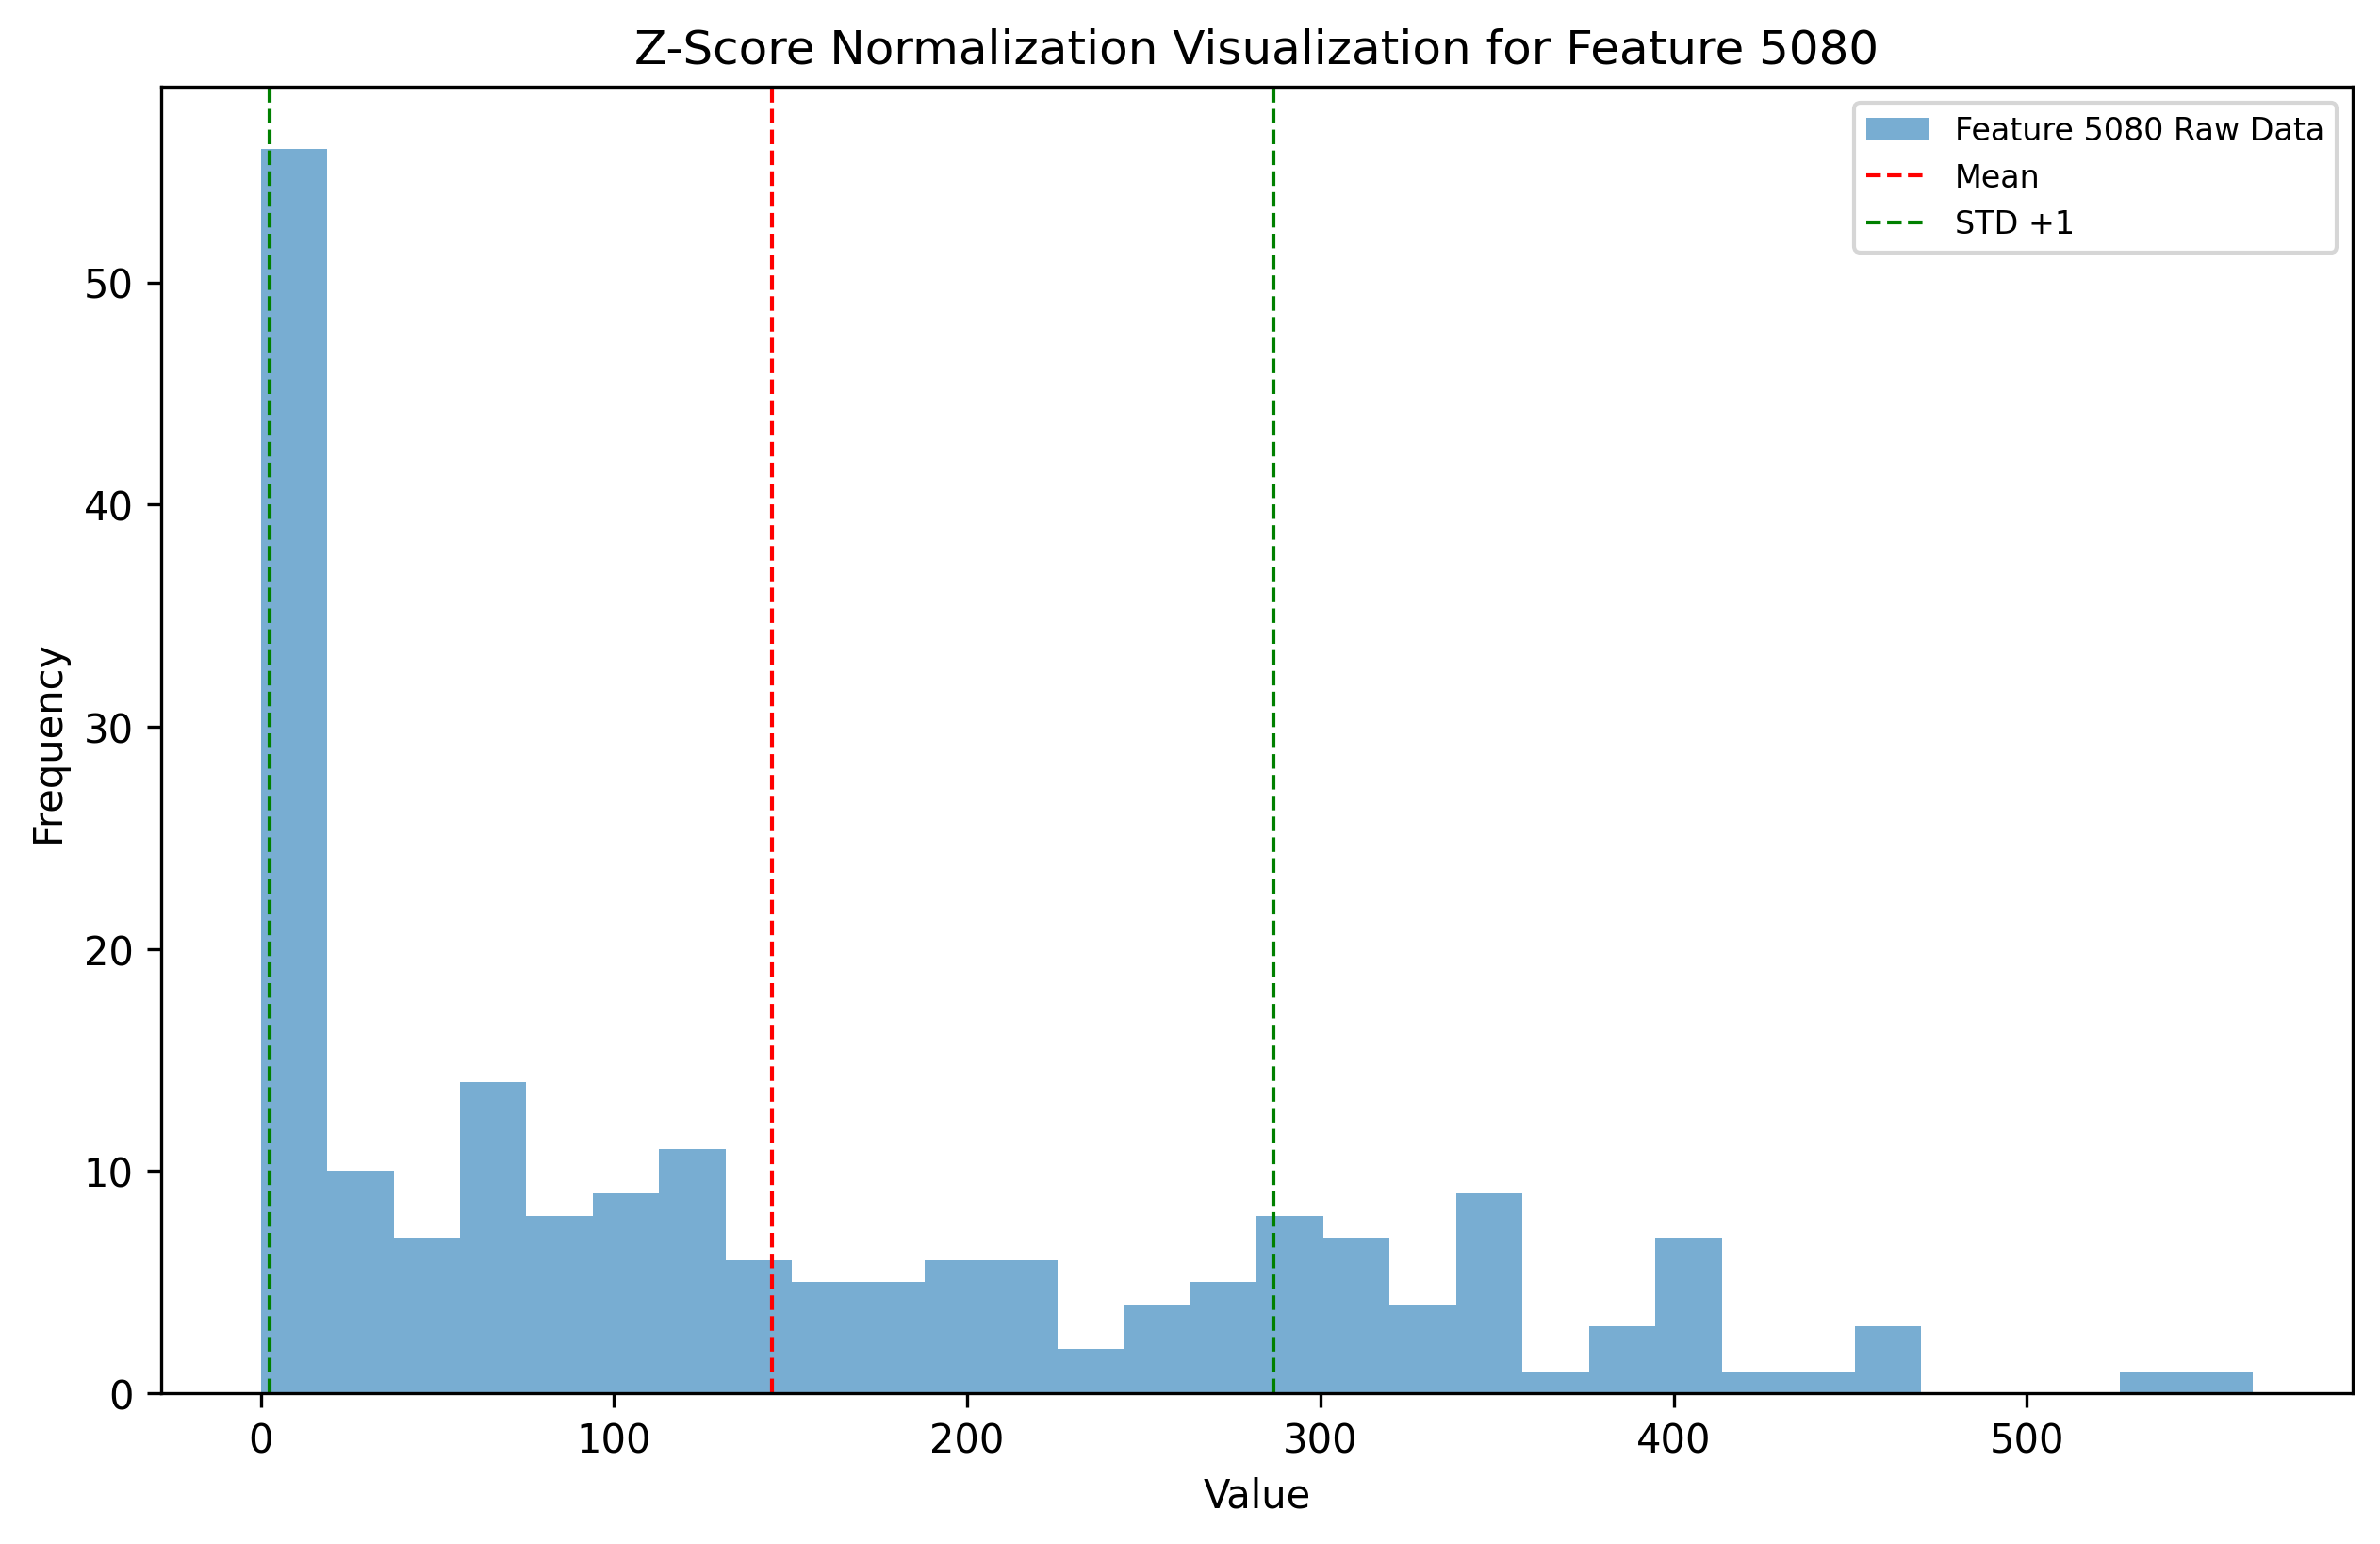 Z-Score Normalization Visualization for Feature 5080
Feature 5080 Raw Data
Mean
STD +1
50
40
30
20
10
0
Frequency
0 100 200 300 400 500
Value